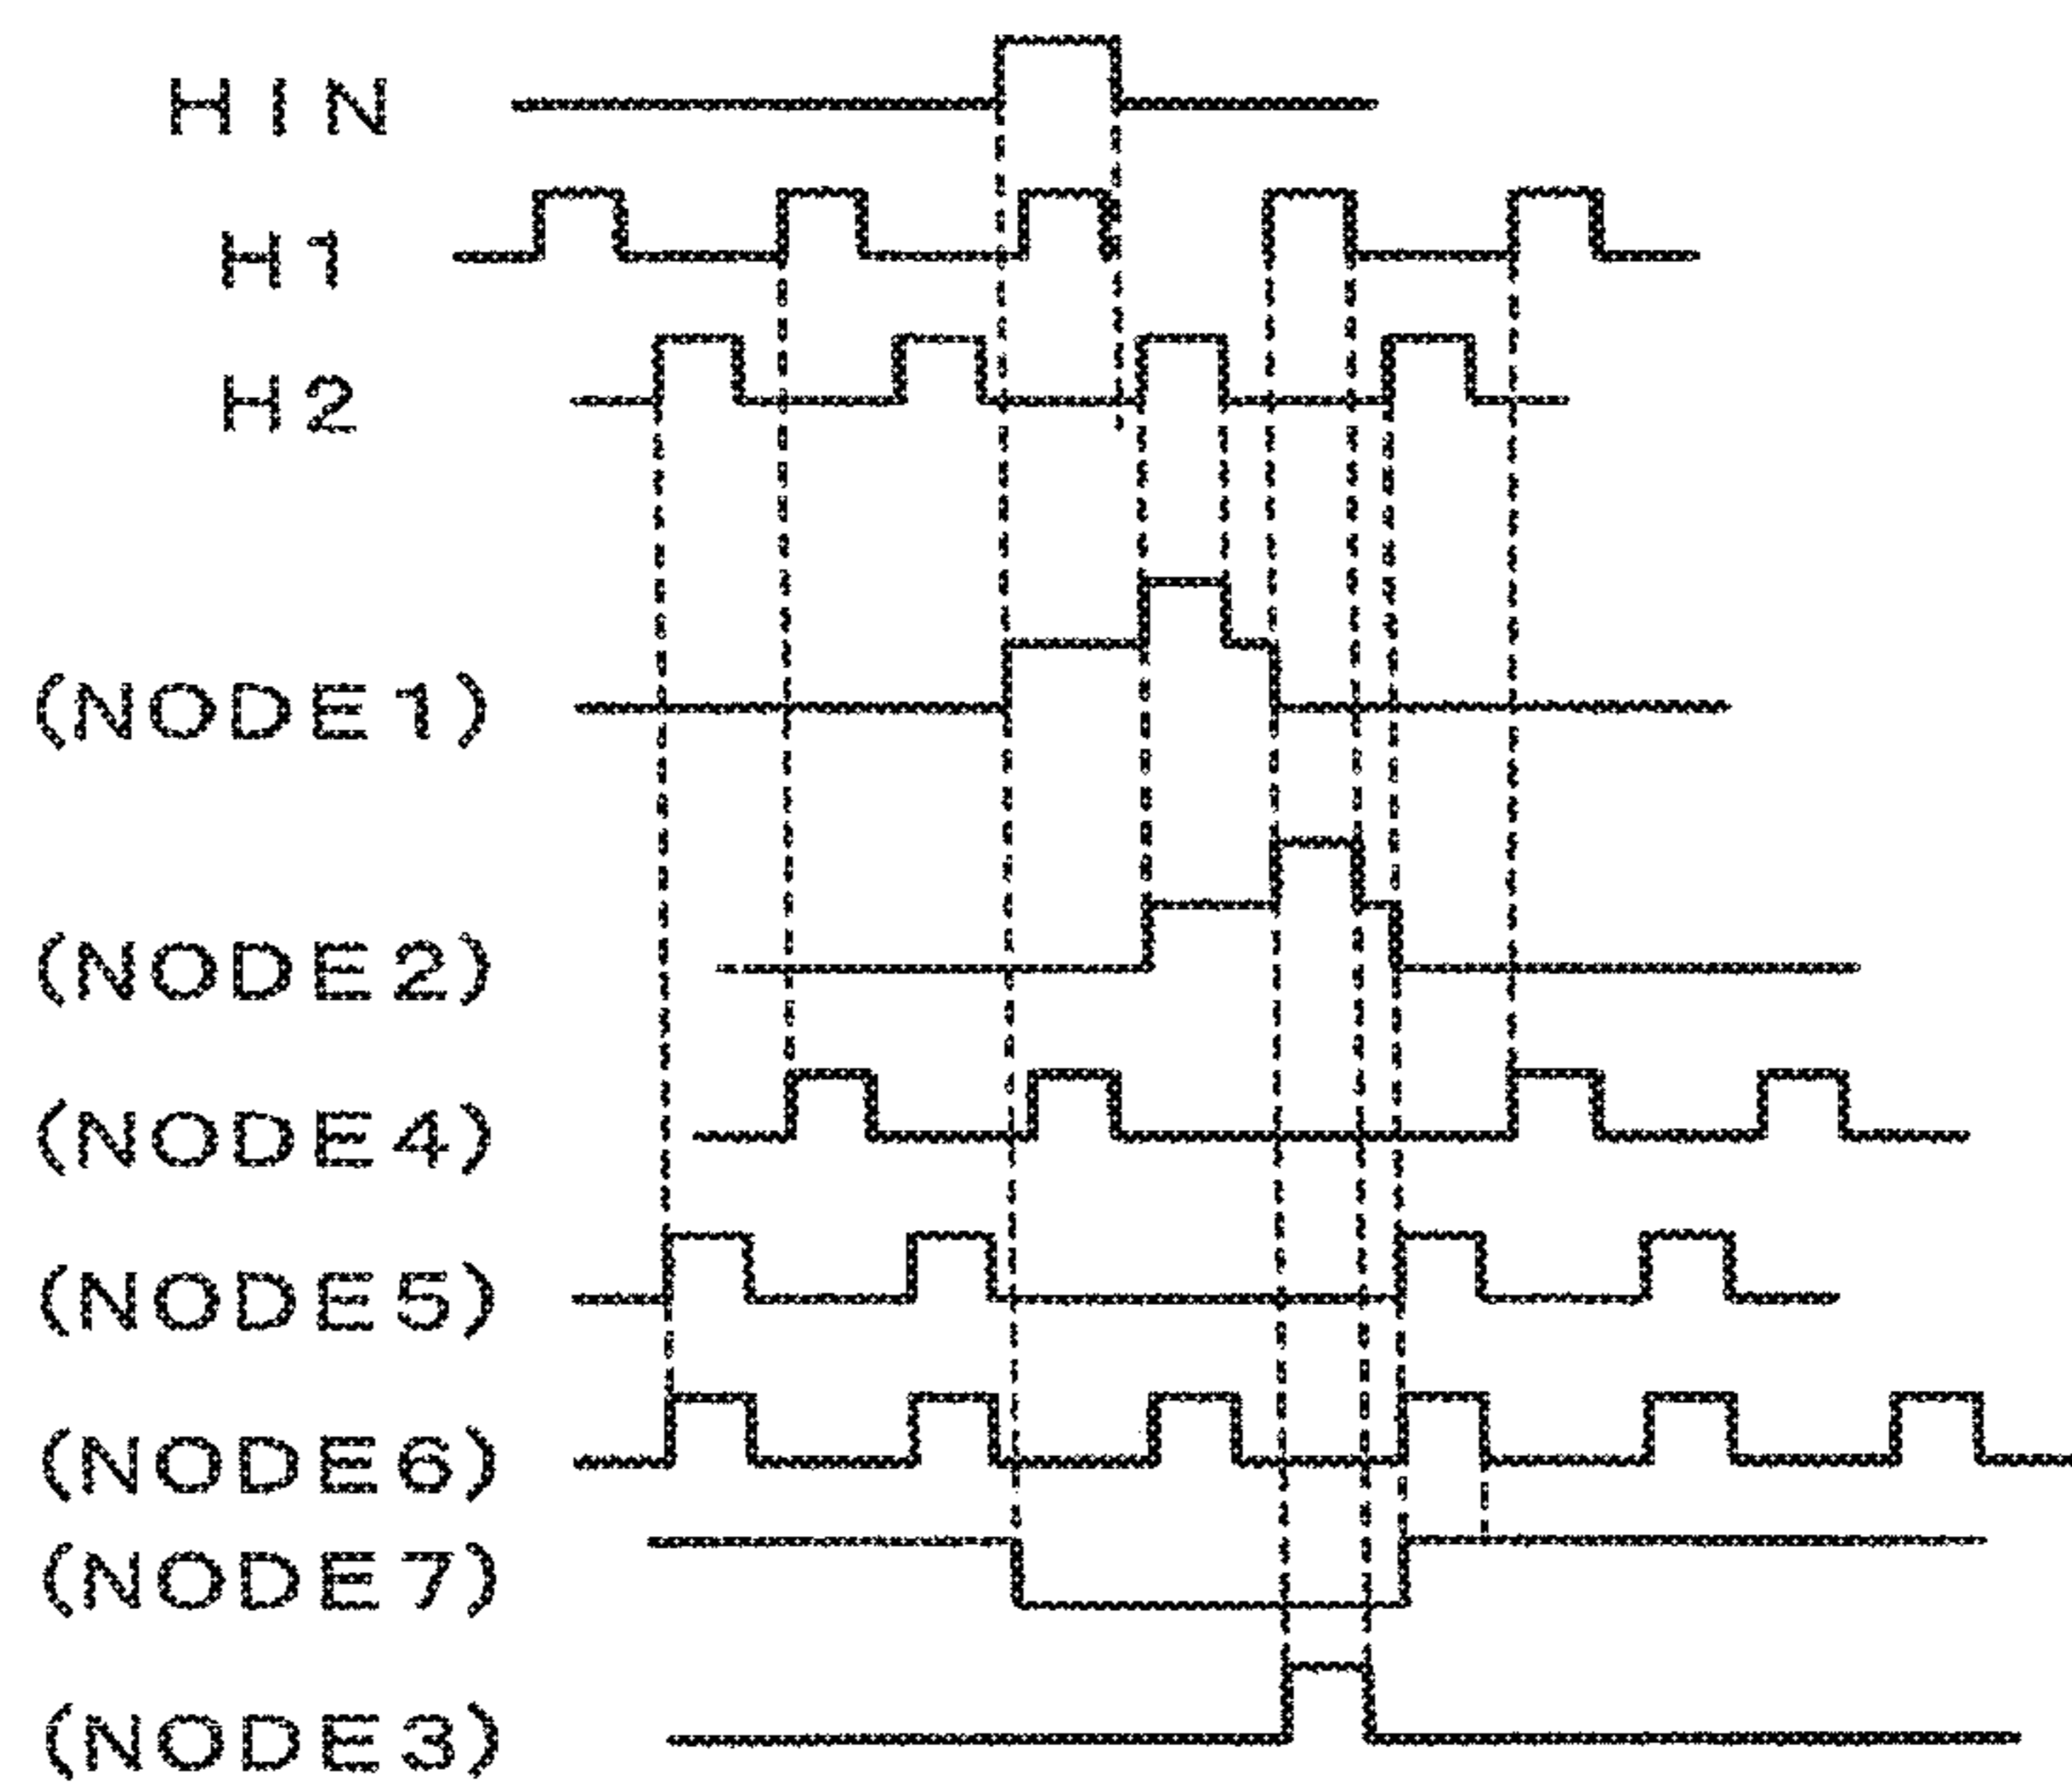 HIN
H1
H2
(NODE1)
(NODE2)
(NODE4)
(NODE5)
(NODE6)
(NODE7)
(NODE3)